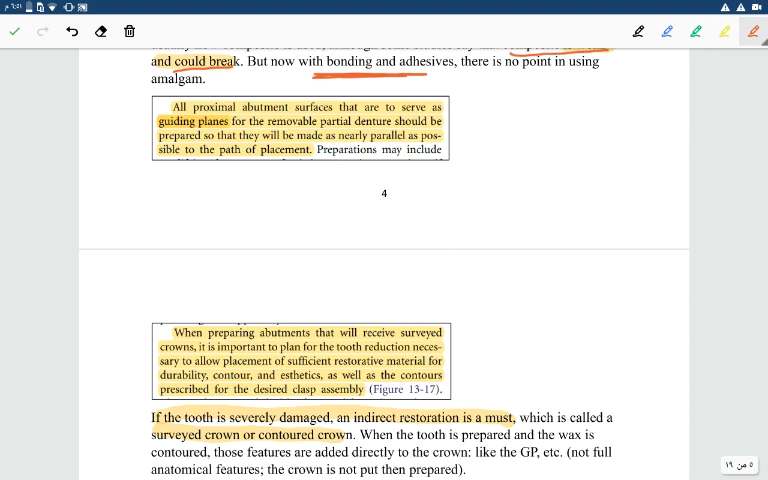 م ٦:٥١
and could break. But now with bonding and adhesives, there is no point in using
amalgam.
All proximal abutment surfaces that are to serve as
guiding planes for the removable partial denture should be
prepared so that they will be made as nearly parallel as pos-
sible to the path of placement. Preparations may include
4
When preparing abutments that will receive surveyed
crowns, it is important to plan for the tooth reduction neces-
sary to allow placement of sufficient restorative material for
durability, contour, and esthetics, as well as the contours
prescribed for the desired clasp assembly (Figure 13-17).
If the tooth is severely damaged, an indirect restoration is a must, which is called a
surveyed crown or contoured crown. When the tooth is prepared and the wax is
contoured, those features are added directly to the crown: like the GP, etc. (not full
anatomical features; the crown is not put then prepared).
٥ من ١٩